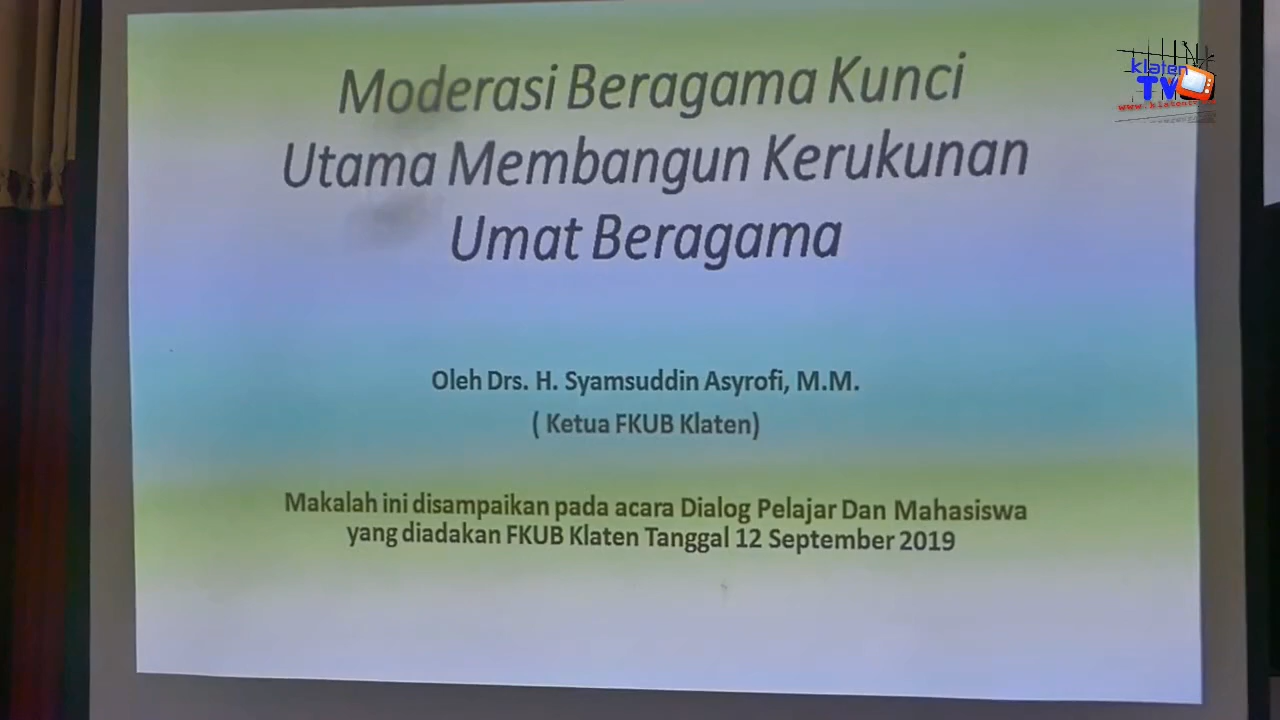 Moderasi Beragama Kunci
Utama Membangun Kerukunan
Umat Beragama
Oleh Drs. H. Syamsuddin Asyrofi, M.M.
( Ketua FKUB Klaten)
Makalah ini disampaikan pada acara Dialog Pelajar Dan Mahasiswa
yang diadakan FKUB Klaten Tanggal 12 September 2019
klaten
TV